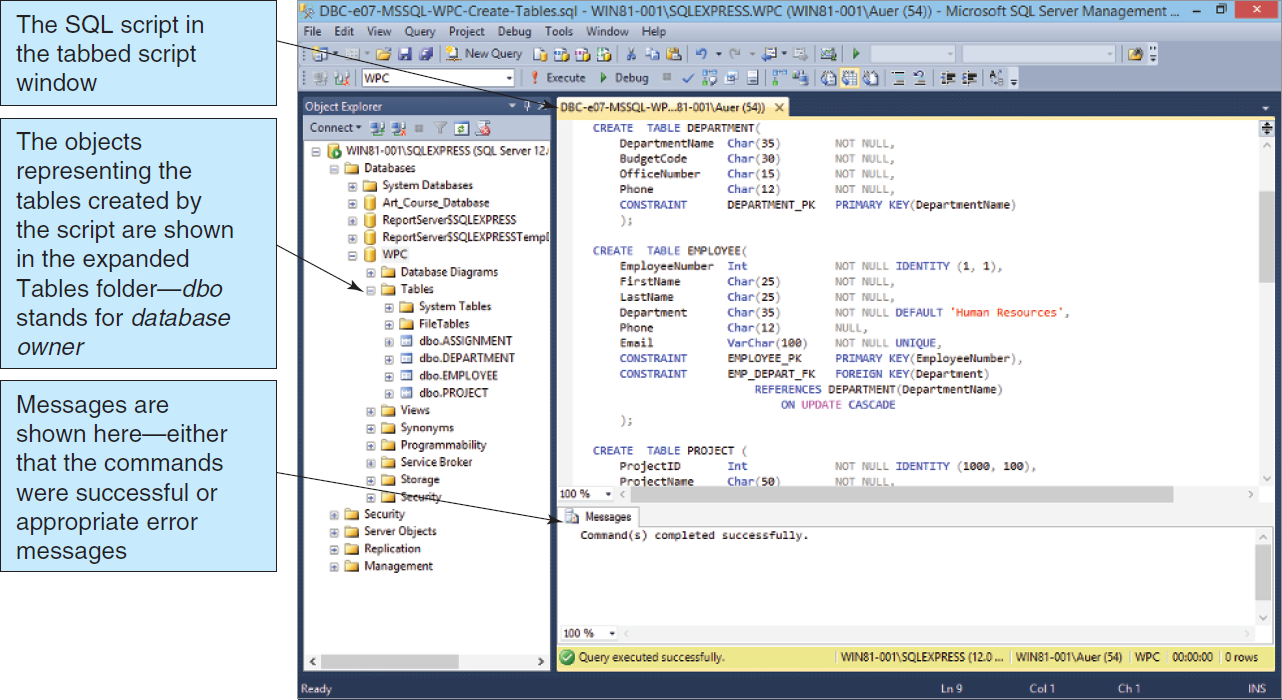 The SQL script in
the tabbed script
window
The objects
representing the
tables created by
the script are shown
in the expanded
Tables folder—dbo
stands for database
owner
Messages are
shown here—either
that the commands
were successful or
appropriate error
messages
DBC-e07-MSSQL-WPC-Create-Tables.sql - WIN81-001\SQLEXPRESS.WPC (WIN81-001\Auer (54)) - Microsoft SQL Server Management ...
File Edit View Query Project Debug Tools Window Help
New Query
WPC Execute Debug
Object Explorer
Connect
WIN81-001\SQLEXPRESS (SQL Server 12.0
Databases
System Databases
Art_Course_Database
ReportServer$SQLEXPRESS
ReportServer$SQLEXPRESSTemp
WPC
Database Diagrams
Tables
System Tables
FileTables
dbo.ASSIGNMENT
dbo.DEPARTMENT
dbo.EMPLOYEE
dbo.PROJECT
Views
Synonyms
Programmability
Service Broker
Storage
Security
Security
Server Objects
Replication
Management
DBC-e07-MSSQL-WP...81-001\Auer (54))
CREATE TABLE DEPARTMENT(
DepartmentName Char(35) NOT NULL,
BudgetCode Char(30) NOT NULL,
OfficeNumber Char(15) NOT NULL,
Phone Char(12) NOT NULL,
CONSTRAINT DEPARTMENT_PK PRIMARY KEY(DepartmentName)
);
CREATE TABLE EMPLOYEE(
EmployeeNumber Int NOT NULL IDENTITY (1, 1),
FirstName Char(25) NOT NULL,
LastName Char(25) NOT NULL,
Department Char(35) NOT NULL DEFAULT 'Human Resources',
Phone Char(12) NULL,
Email VarChar(100) NOT NULL UNIQUE,
CONSTRAINT EMPLOYEE_PK PRIMARY KEY(EmployeeNumber),
CONSTRAINT EMP_DEPART_FK FOREIGN KEY(Department)
REFERENCES DEPARTMENT(DepartmentName)
ON UPDATE CASCADE
);
CREATE TABLE PROJECT (
ProjectID Int NOT NULL IDENTITY (1000, 100),
ProjectName Char(50) NOT NULL,
100 %
Messages
Command(s) completed successfully.
100 %
Query executed successfully. WIN81-001\SQLEXPRESS (12.0 ... WIN81-001\Auer (54) WPC 00:00:00 0 rows
Ready Ln 9 Col 1 Ch 1 INS